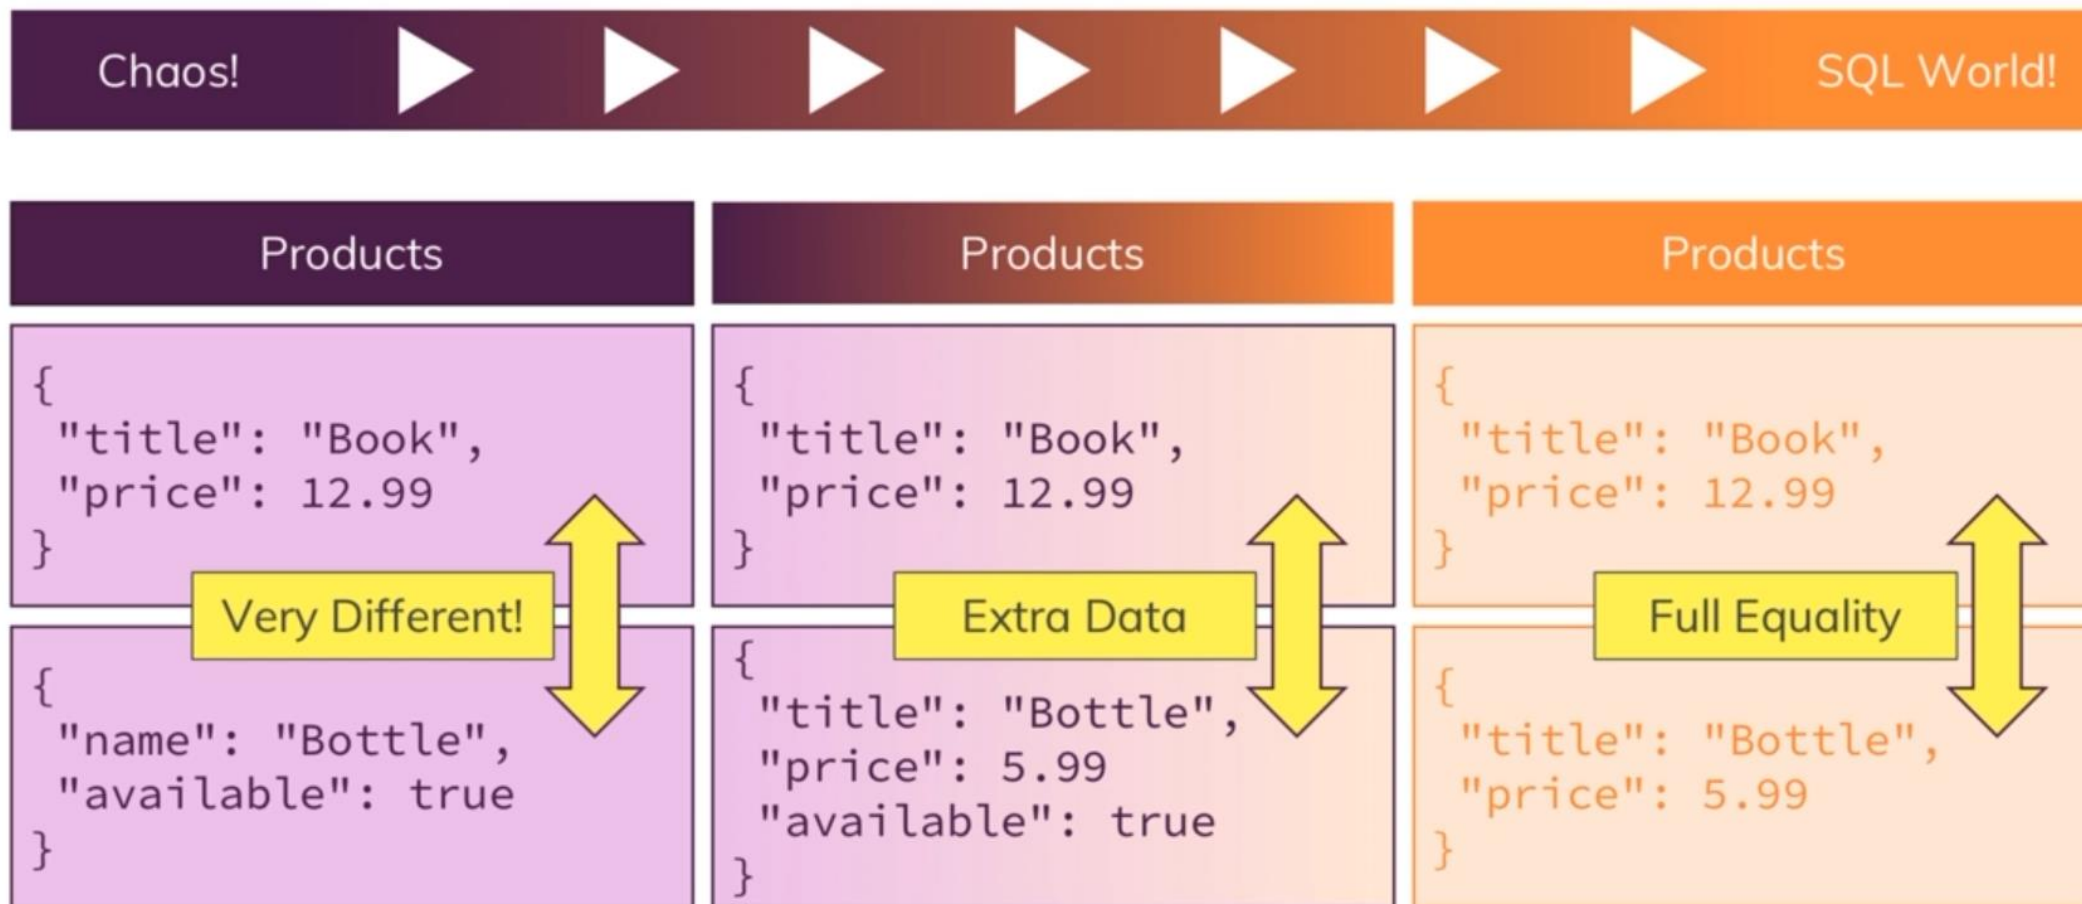 Chaos!
SQL World!
Products
{
"title": "Book",
"price": 12.99
}
Very Different!
{
"name": "Bottle",
"available": true
}
Products
{
"title": "Book",
"price": 12.99
}
Extra Data
{
"title": "Bottle",
"price": 5.99
"available": true
}
Products
{
"title": "Book",
"price": 12.99
}
Full Equality
{
"title": "Bottle",
"price": 5.99
}